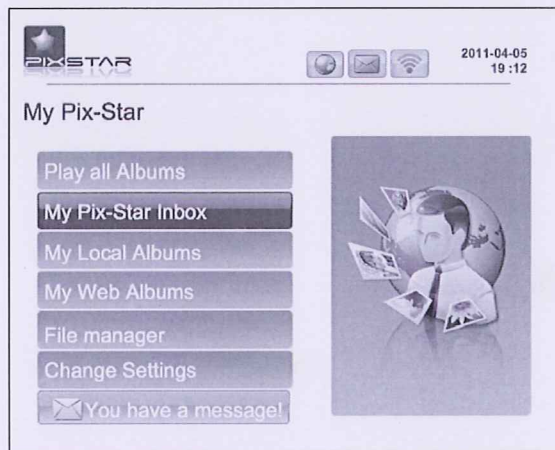 PIXSTAR
2011-04-05
19 :12
My Pix-Star
Play all Albums
My Pix-Star Inbox
My Local Albums
My Web Albums
File manager
Change Settings
You have a message!